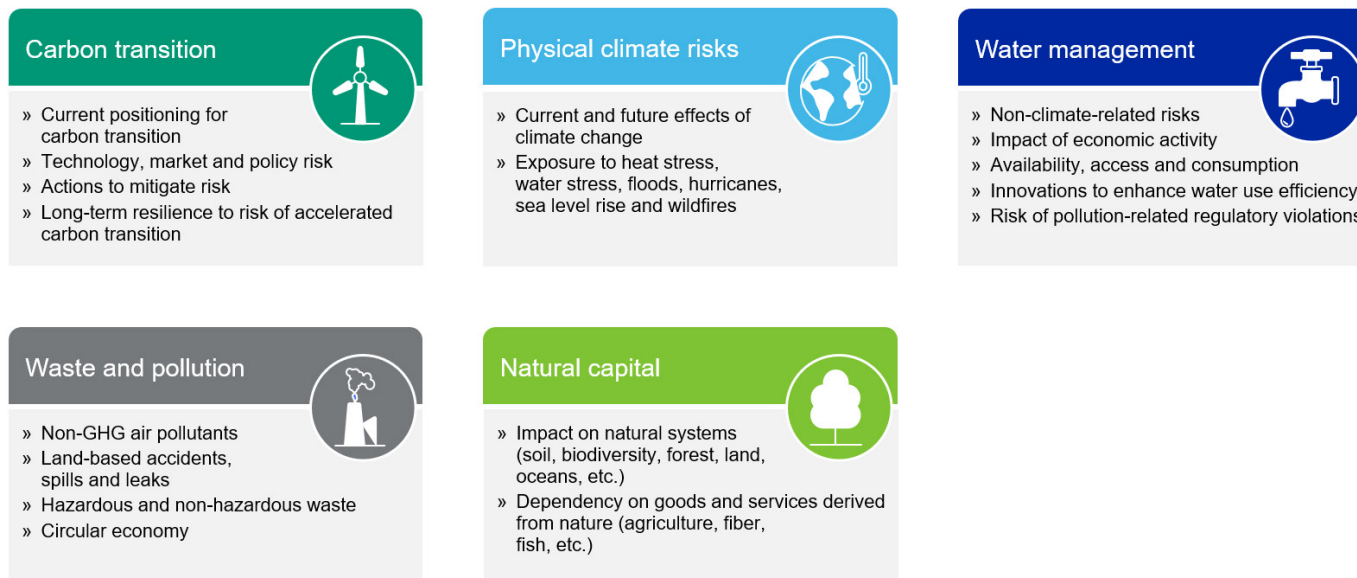 Carbon transition
» Current positioning for
carbon transition
» Technology, market and policy risk
» Actions to mitigate risk
» Long-term resilience to risk of accelerated
carbon transition
Physical climate risks
» Current and future effects of
climate change
» Exposure to heat stress,
water stress, floods, hurricanes,
sea level rise and wildfires
Water management
» Non-climate-related risks
» Impact of economic activity
» Availability, access and consumption
» Innovations to enhance water use efficiency
» Risk of pollution-related regulatory violations
Waste and pollution
» Non-GHG air pollutants
» Land-based accidents,
spills and leaks
» Hazardous and non-hazardous waste
» Circular economy
Natural capital
» Impact on natural systems
(soil, biodiversity, forest, land,
oceans, etc.)
» Dependency on goods and services derived
from nature (agriculture, fiber,
fish, etc.)